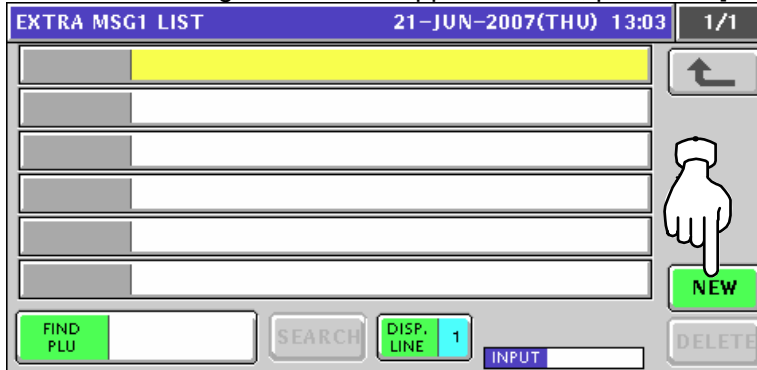 EXTRA MSG1 LIST 21-JUN-2007(THU) 13:03 1/1
NEW
FIND PLU SEARCH DISP. LINE 1 INPUT DELETE